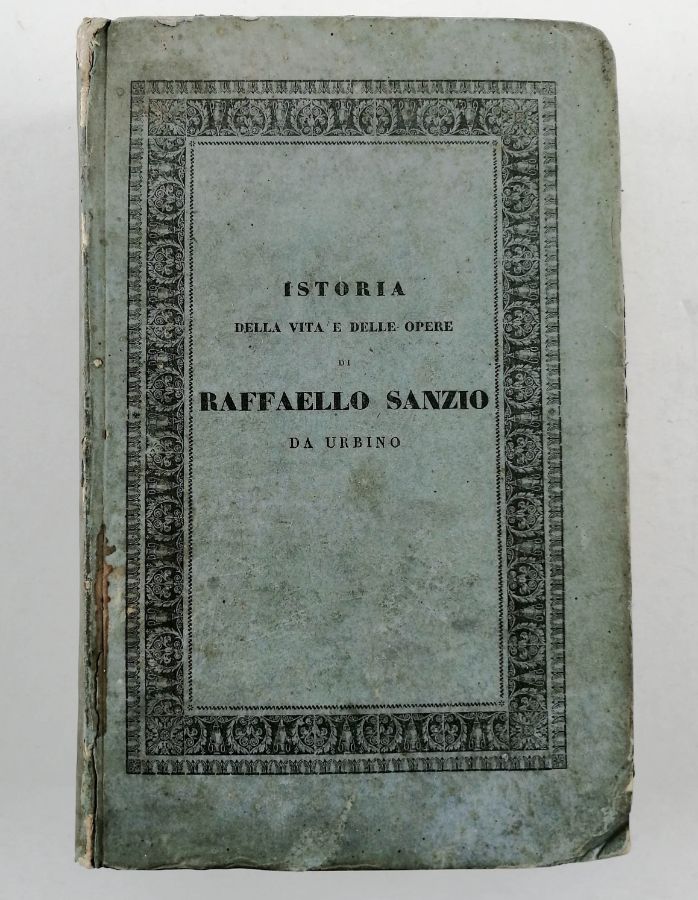 ISTORIA
DELLA VITA E DELLE OPERE
DI
RAFFAELLO SANZIO
DA URBINO